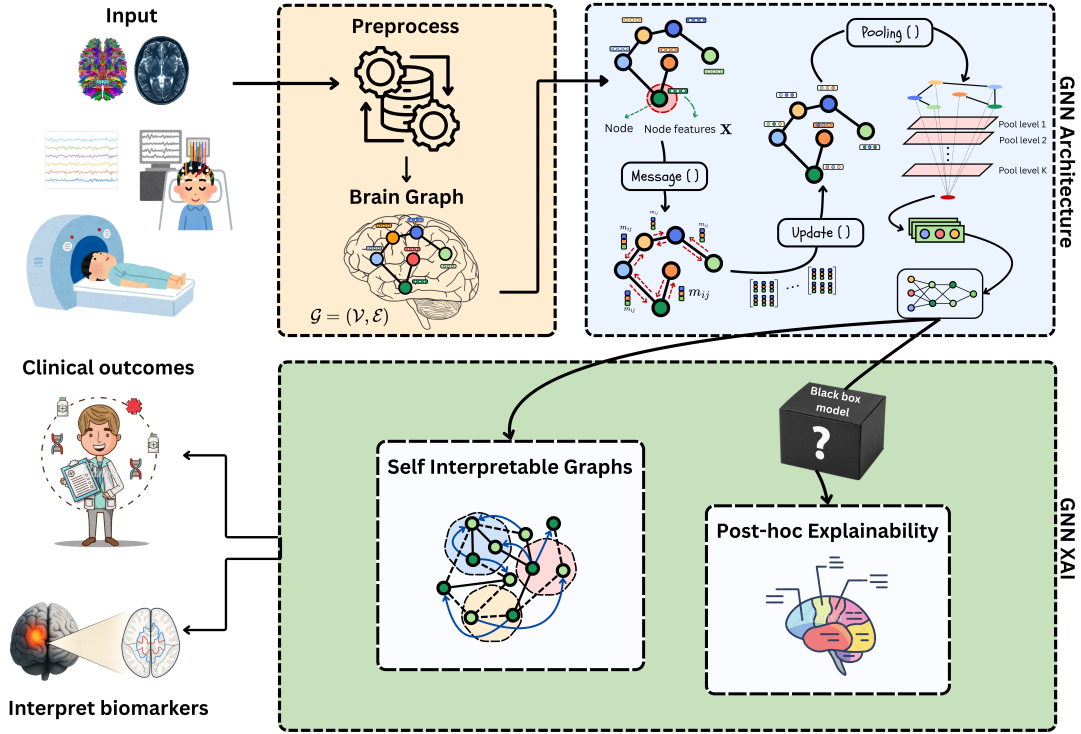 Input
Preprocess
Brain Graph
𝒢 = (𝒱, ℰ)
Node
Node features X
Message ( )
m_ij
m_ij
m_ij
m_ij
m_ij
Update ( )
...
Pooling ( )
Pool level 1
Pool level 2
Pool level K
GNN Architecture
Clinical outcomes
Interpret biomarkers
Self Interpretable Graphs
Black box
model
?
Post-hoc Explainability
GNN XAI